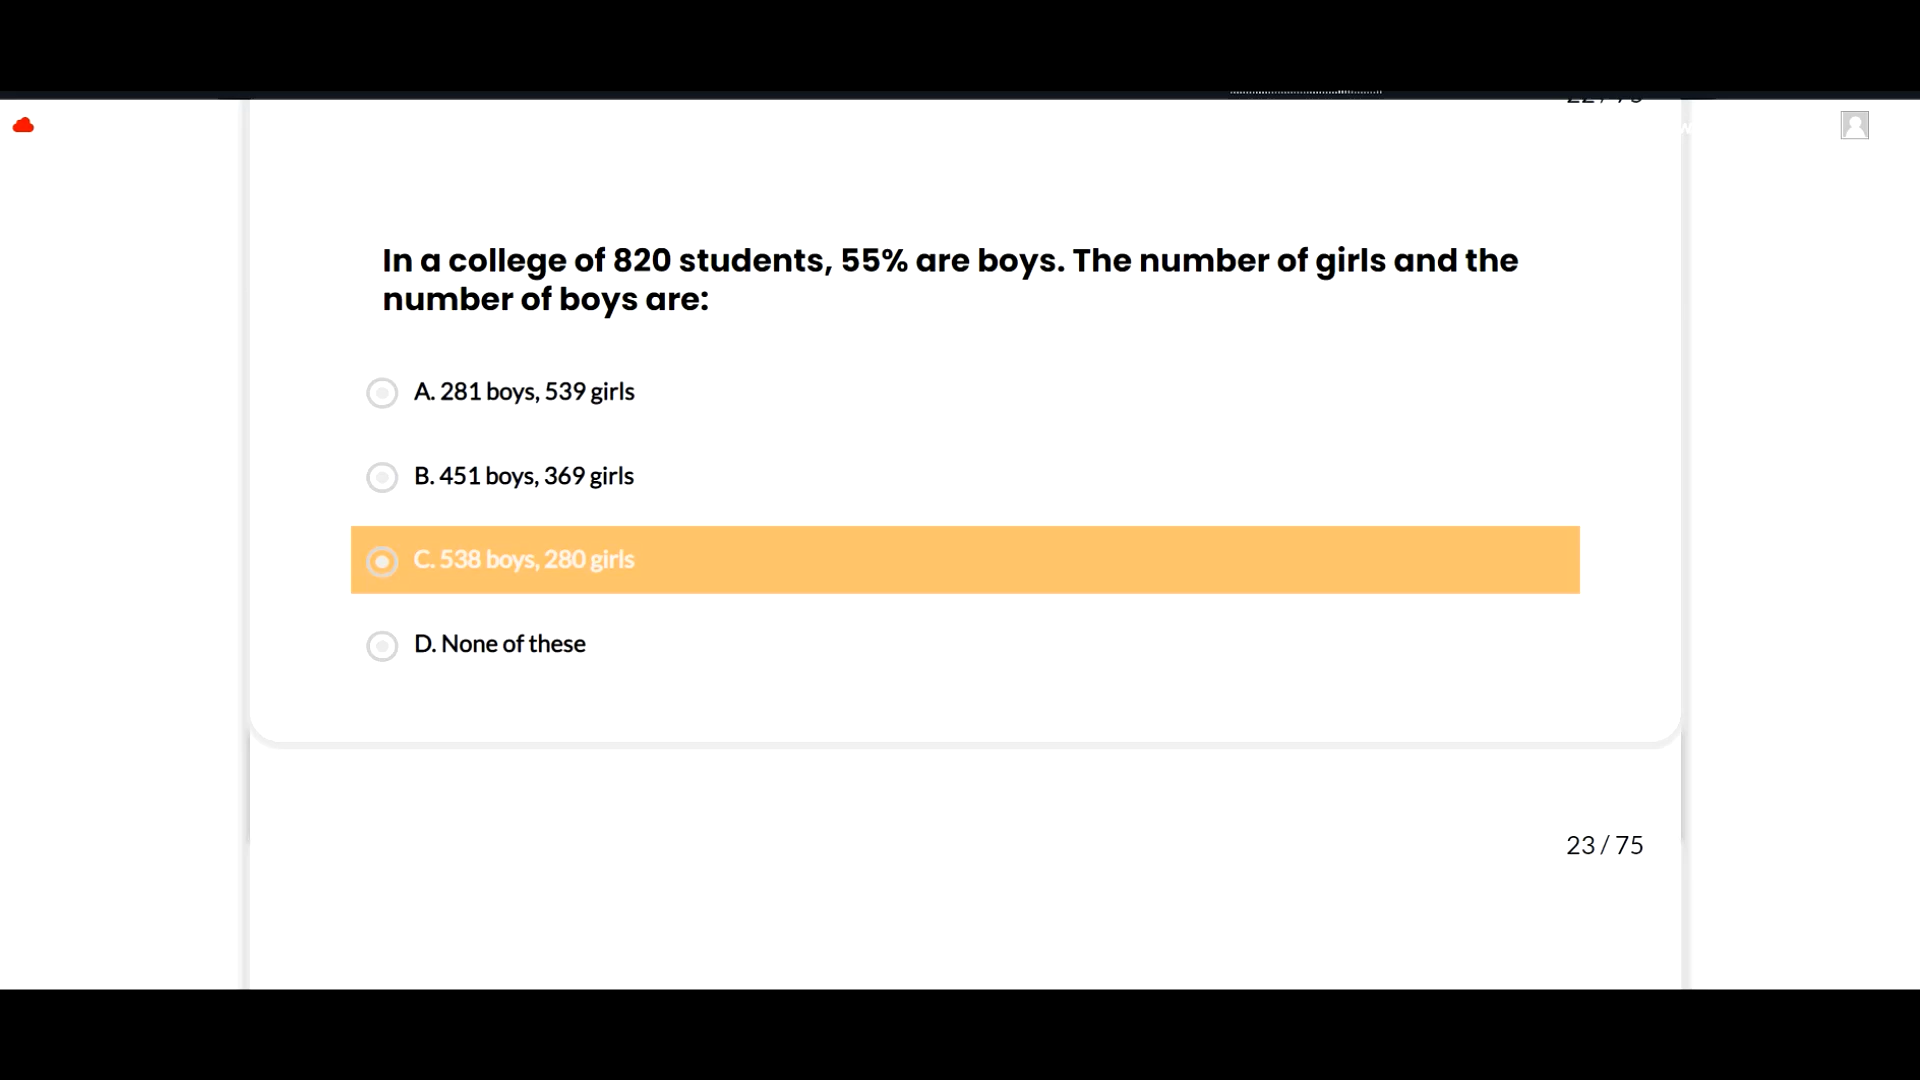 In a college of 820 students, 55% are boys. The number of girls and the
number of boys are:
A. 281 boys, 539 girls
B. 451 boys, 369 girls
C. 538 boys, 280 girls
D. None of these
23 / 75